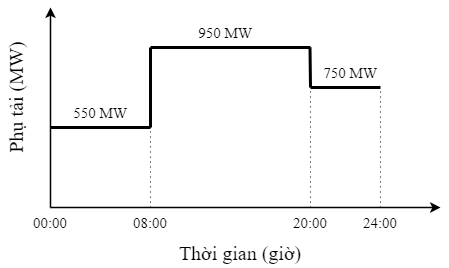 950 MW
750 MW
550 MW
Phụ tải (MW)
00:00 08:00 20:00 24:00
Thời gian (giờ)